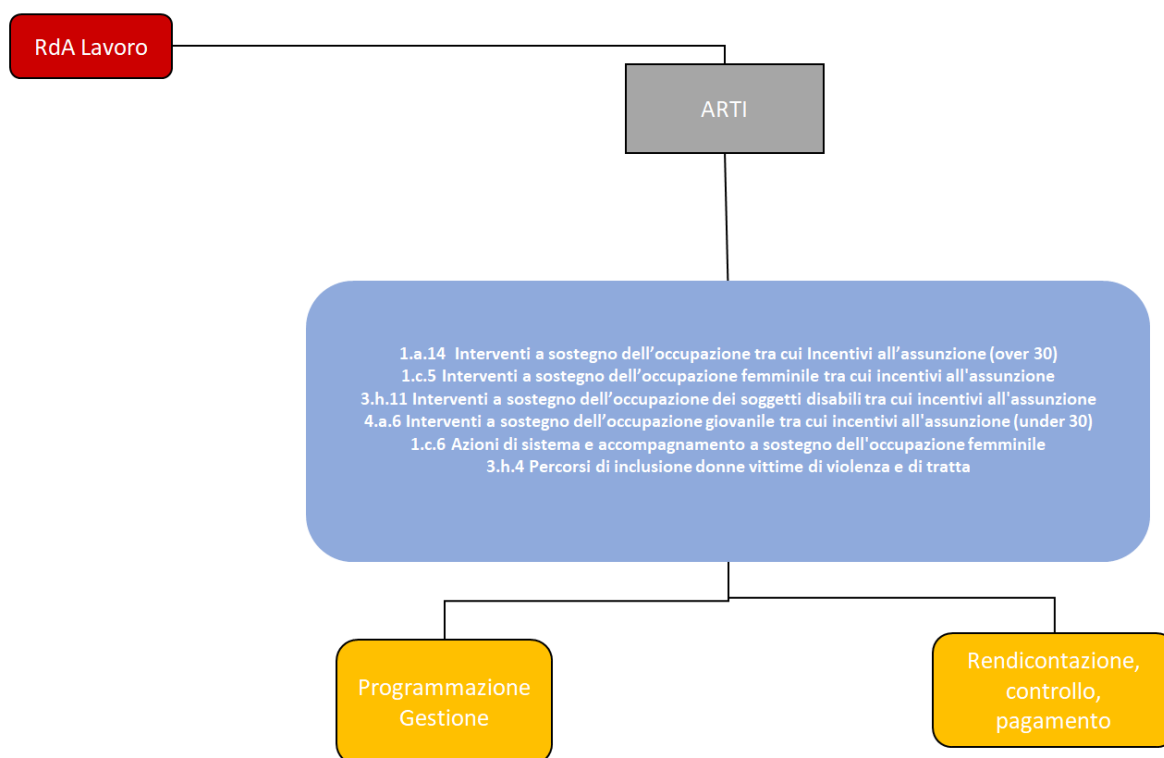 RdA Lavoro
ARTI
1.a.14  Interventi a sostegno dell’occupazione tra cui Incentivi all’assunzione (over 30)
1.c.5 Interventi a sostegno dell’occupazione femminile tra cui incentivi all'assunzione
3.h.11 Interventi a sostegno dell’occupazione dei soggetti disabili tra cui incentivi all'assunzione
4.a.6 Interventi a sostegno dell’occupazione giovanile tra cui incentivi all'assunzione (under 30)
1.c.6 Azioni di sistema e accompagnamento a sostegno dell'occupazione femminile
3.h.4 Percorsi di inclusione donne vittime di violenza e di tratta
Programmazione
Gestione
Rendicontazione,
controllo,
pagamento